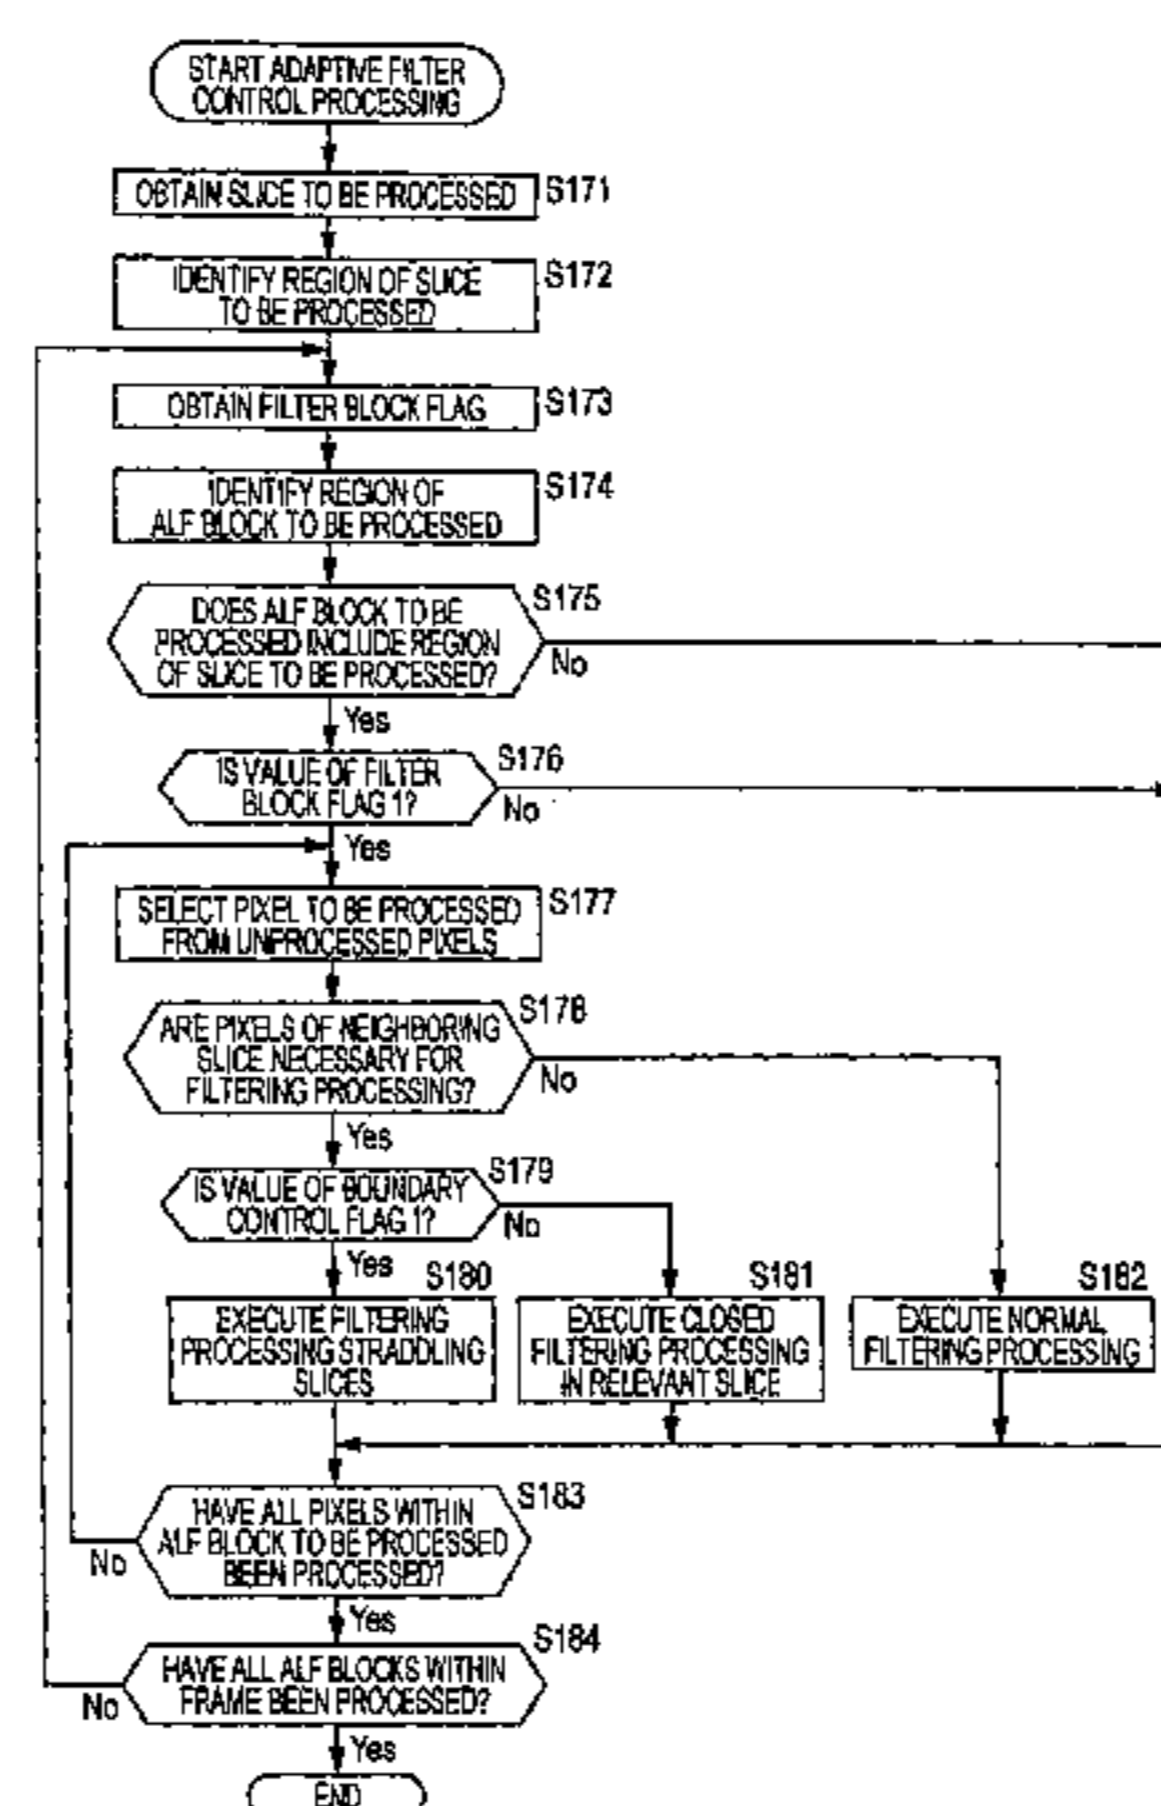 START ADAPTIVE FILTER
CONTROL PROCESSING
OBTAIN SLICE TO BE PROCESSED
S171
IDENTIFY REGION OF SLICE
TO BE PROCESSED
S172
OBTAIN FILTER BLOCK FLAG
S173
IDENTIFY REGION OF
ALF BLOCK TO BE PROCESSED
S174
DOES ALF BLOCK TO BE
PROCESSED INCLUDE REGION
OF SLICE TO BE PROCESSED?
S175
No
Yes
IS VALUE OF FILTER
BLOCK FLAG 1?
S176
No
Yes
SELECT PIXEL TO BE PROCESSED
FROM UNPROCESSED PIXELS
S177
ARE PIXELS OF NEIGHBORING
SLICE NECESSARY FOR
FILTERING PROCESSING?
S178
No
Yes
IS VALUE OF BOUNDARY
CONTROL FLAG 1?
S179
No
Yes
S180
EXECUTE FILTERING
PROCESSING STRADDLING
SLICES
S181
EXECUTE CLOSED
FILTERING PROCESSING
IN RELEVANT SLICE
S182
EXECUTE NORMAL
FILTERING PROCESSING
HAVE ALL PIXELS WITHIN
ALF BLOCK TO BE PROCESSED
BEEN PROCESSED?
S183
No
Yes
HAVE ALL ALF BLOCKS WITHIN
FRAME BEEN PROCESSED?
S184
No
Yes
END